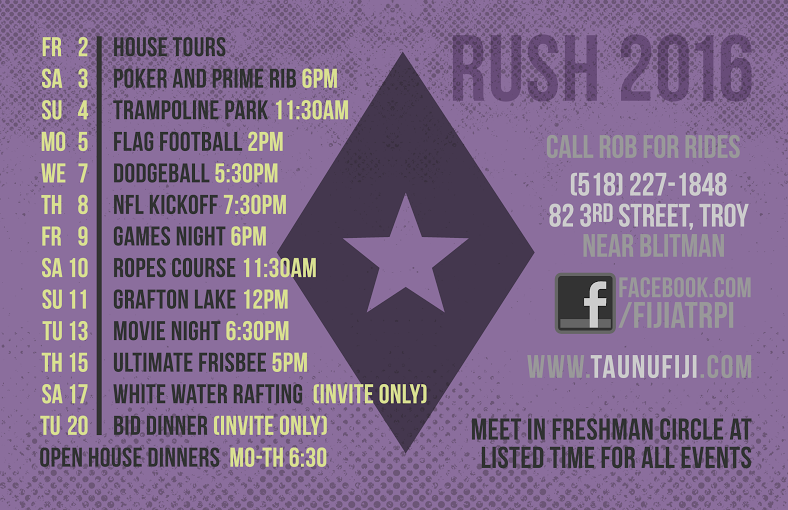 FR 2 HOUSE TOURS
SA 3 POKER AND PRIME RIB 6PM
SU 4 TRAMPOLINE PARK 11:30AM
MO 5 FLAG FOOTBALL 2PM
WE 7 DODGEBALL 5:30PM
TH 8 NFL KICKOFF 7:30PM
FR 9 GAMES NIGHT 6PM
SA 10 ROPES COURSE 11:30AM
SU 11 GRAFTON LAKE 12PM
TU 13 MOVIE NIGHT 6:30PM
TH 15 ULTIMATE FRISBEE 5PM
SA 17 WHITE WATER RAFTING (INVITE ONLY)
TU 20 BID DINNER (INVITE ONLY)
OPEN HOUSE DINNERS MO-TH 6:30
RUSH 2016
CALL ROB FOR RIDES
(518) 227-1848
82 3RD STREET, TROY
NEAR BLITMAN
f FACEBOOK.COM
/FIJIATRPI
WWW.TAUNUFIJI.COM
MEET IN FRESHMAN CIRCLE AT
LISTED TIME FOR ALL EVENTS